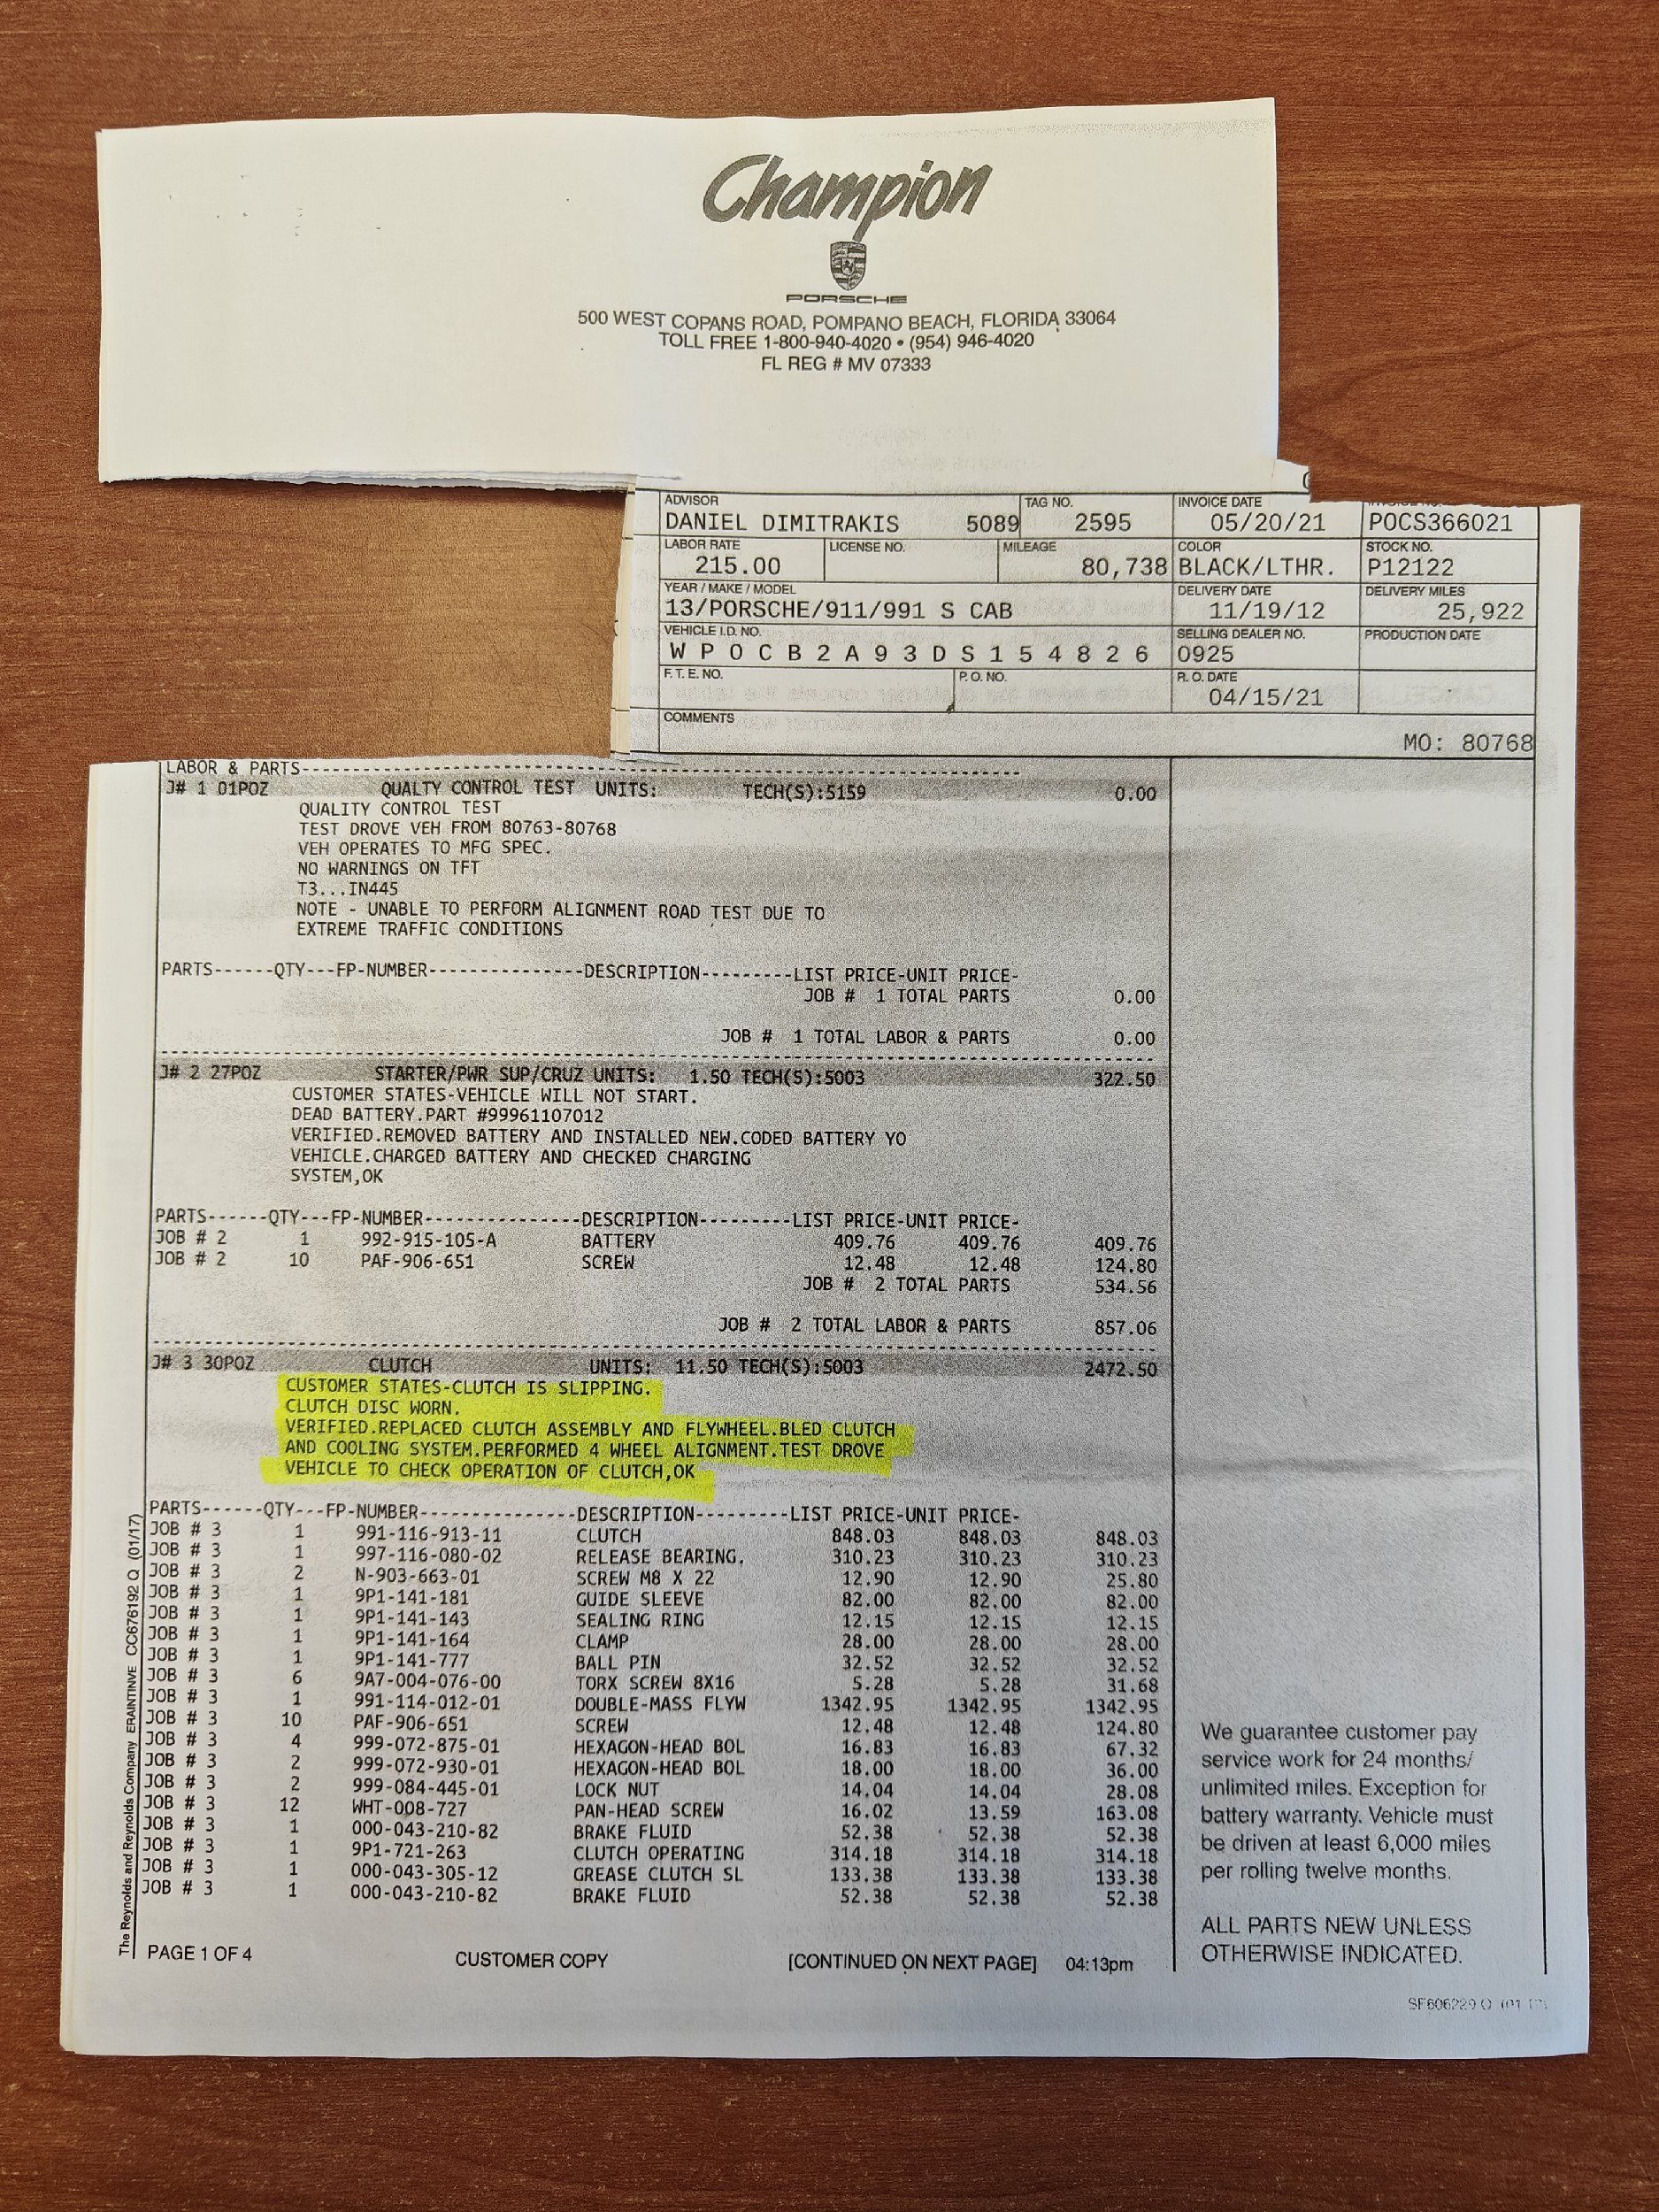 Champion
PORSCHE
500 WEST COPANS ROAD, POMPANO BEACH, FLORIDA 33064
TOLL FREE 1-800-940-4020 • (954) 946-4020
FL REG # MV 07333
ADVISOR TAG NO. INVOICE DATE
DANIEL DIMITRAKIS 5089 2595 05/20/21 POCS366021
LABOR RATE LICENSE NO. MILEAGE COLOR STOCK NO.
215.00 80,738 BLACK/LTHR. P12122
YEAR / MAKE / MODEL DELIVERY DATE DELIVERY MILES
13/PORSCHE/911/991 S CAB 11/19/12 25,922
VEHICLE I.D. NO. SELLING DEALER NO. PRODUCTION DATE
W P 0 C B 2 A 9 3 D S 1 5 4 8 2 6 0925
F. T. E. NO. P. O. NO. R. O. DATE
04/15/21
COMMENTS
MO: 80768
LABOR & PARTS------------------------------------------------------------
J# 1 01POZ QUALTY CONTROL TEST UNITS: TECH(S):5159 0.00
QUALITY CONTROL TEST
TEST DROVE VEH FROM 80763-80768
VEH OPERATES TO MFG SPEC.
NO WARNINGS ON TFT
T3...IN445
NOTE - UNABLE TO PERFORM ALIGNMENT ROAD TEST DUE TO
EXTREME TRAFFIC CONDITIONS
PARTS------QTY---FP-NUMBER---------------DESCRIPTION---------LIST PRICE-UNIT PRICE-
JOB # 1 TOTAL PARTS 0.00
JOB # 1 TOTAL LABOR & PARTS 0.00
J# 2 27POZ STARTER/PWR SUP/CRUZ UNITS: 1.50 TECH(S):5003 322.50
CUSTOMER STATES-VEHICLE WILL NOT START.
DEAD BATTERY.PART #99961107012
VERIFIED.REMOVED BATTERY AND INSTALLED NEW.CODED BATTERY YO
VEHICLE.CHARGED BATTERY AND CHECKED CHARGING
SYSTEM,OK
PARTS------QTY---FP-NUMBER---------------DESCRIPTION---------LIST PRICE-UNIT PRICE-
JOB # 2 1 992-915-105-A BATTERY 409.76 409.76 409.76
JOB # 2 10 PAF-906-651 SCREW 12.48 12.48 124.80
JOB # 2 TOTAL PARTS 534.56
JOB # 2 TOTAL LABOR & PARTS 857.06
J# 3 30POZ CLUTCH UNITS: 11.50 TECH(S):5003 2472.50
CUSTOMER STATES-CLUTCH IS SLIPPING.
CLUTCH DISC WORN.
VERIFIED.REPLACED CLUTCH ASSEMBLY AND FLYWHEEL.BLED CLUTCH
AND COOLING SYSTEM.PERFORMED 4 WHEEL ALIGNMENT.TEST DROVE
VEHICLE TO CHECK OPERATION OF CLUTCH,OK
PARTS------QTY---FP-NUMBER---------------DESCRIPTION---------LIST PRICE-UNIT PRICE-
JOB # 3 1 991-116-913-11 CLUTCH 848.03 848.03 848.03
JOB # 3 1 997-116-080-02 RELEASE BEARING. 310.23 310.23 310.23
JOB # 3 2 N-903-663-01 SCREW M8 X 22 12.90 12.90 25.80
JOB # 3 1 9P1-141-181 GUIDE SLEEVE 82.00 82.00 82.00
JOB # 3 1 9P1-141-143 SEALING RING 12.15 12.15 12.15
JOB # 3 1 9P1-141-164 CLAMP 28.00 28.00 28.00
JOB # 3 1 9P1-141-777 BALL PIN 32.52 32.52 32.52
JOB # 3 6 9A7-004-076-00 TORX SCREW 8X16 5.28 5.28 31.68
JOB # 3 1 991-114-012-01 DOUBLE-MASS FLYW 1342.95 1342.95 1342.95
JOB # 3 10 PAF-906-651 SCREW 12.48 12.48 124.80
JOB # 3 4 999-072-875-01 HEXAGON-HEAD BOL 16.83 16.83 67.32
JOB # 3 2 999-072-930-01 HEXAGON-HEAD BOL 18.00 18.00 36.00
JOB # 3 2 999-084-445-01 LOCK NUT 14.04 14.04 28.08
JOB # 3 12 WHT-008-727 PAN-HEAD SCREW 16.02 13.59 163.08
JOB # 3 1 000-043-210-82 BRAKE FLUID 52.38 52.38 52.38
JOB # 3 1 9P1-721-263 CLUTCH OPERATING 314.18 314.18 314.18
JOB # 3 1 000-043-305-12 GREASE CLUTCH SL 133.38 133.38 133.38
JOB # 3 1 000-043-210-82 BRAKE FLUID 52.38 52.38 52.38
We guarantee customer pay
service work for 24 months/
unlimited miles. Exception for
battery warranty. Vehicle must
be driven at least 6,000 miles
per rolling twelve months.
ALL PARTS NEW UNLESS
OTHERWISE INDICATED.
PAGE 1 OF 4 CUSTOMER COPY [CONTINUED ON NEXT PAGE] 04:13pm
The Reynolds and Reynolds Company ERAINTINVE CC676192 Q (01/17)
SF606229 Q